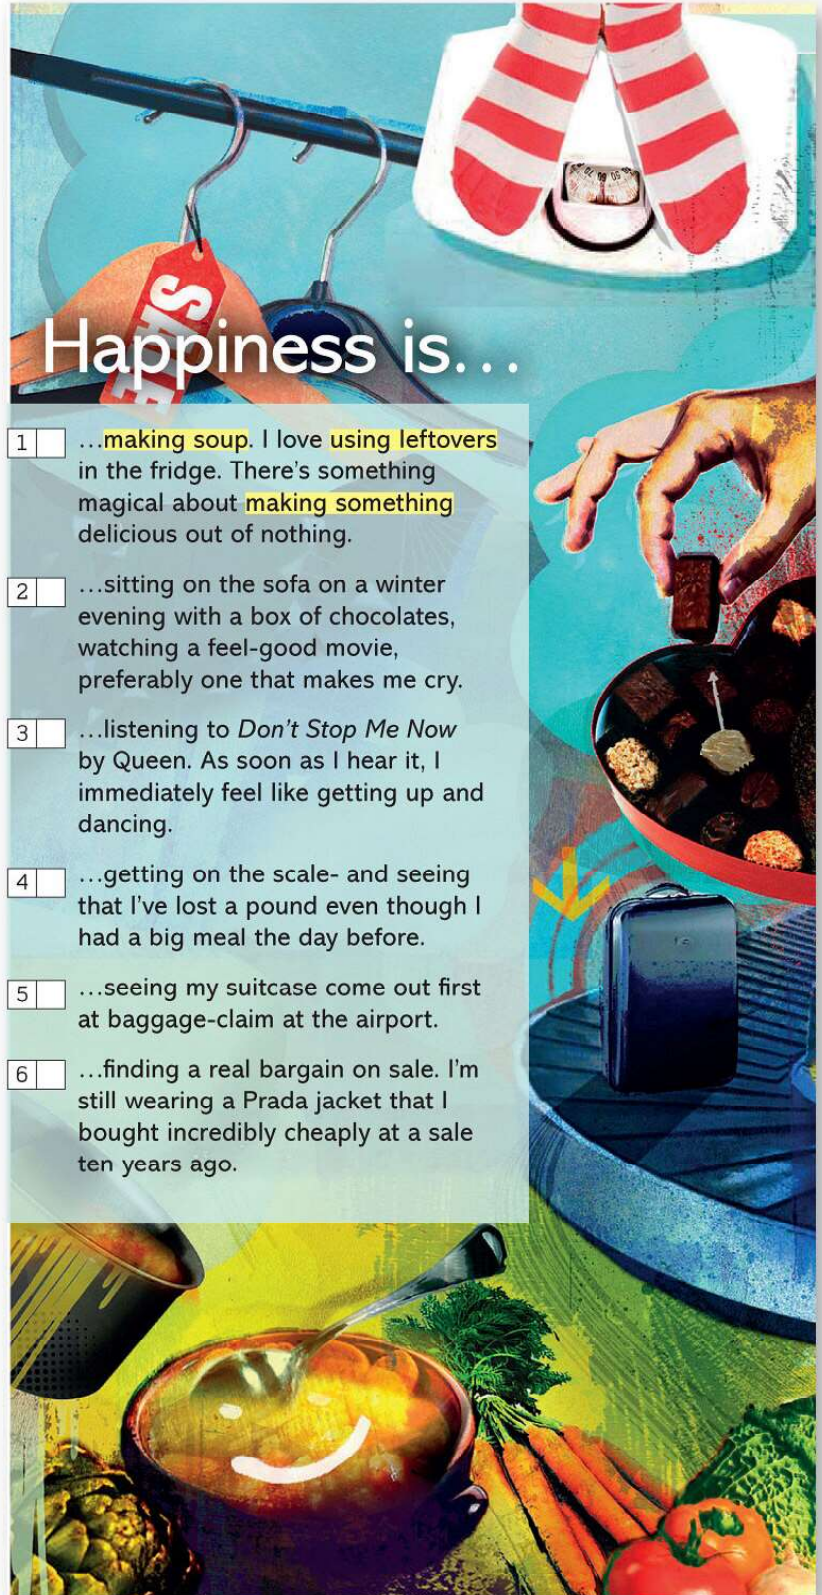 SALE
Happiness is...
1 ...making soup. I love using leftovers
in the fridge. There's something
magical about making something
delicious out of nothing.
2 ...sitting on the sofa on a winter
evening with a box of chocolates,
watching a feel-good movie,
preferably one that makes me cry.
3 ...listening to Don't Stop Me Now
by Queen. As soon as I hear it, I
immediately feel like getting up and
dancing.
4 ...getting on the scale- and seeing
that I've lost a pound even though I
had a big meal the day before.
5 ...seeing my suitcase come out first
at baggage-claim at the airport.
6 ...finding a real bargain on sale. I'm
still wearing a Prada jacket that I
bought incredibly cheaply at a sale
ten years ago.